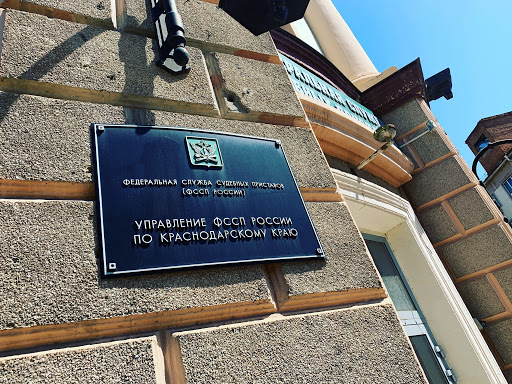 ФЕДЕРАЛЬНАЯ СЛУЖБА СУДЕБНЫХ ПРИСТАВОВ
(ФССП РОССИИ)
УПРАВЛЕНИЕ ФССП РОССИИ
ПО КРАСНОДАРСКОМУ КРАЮ